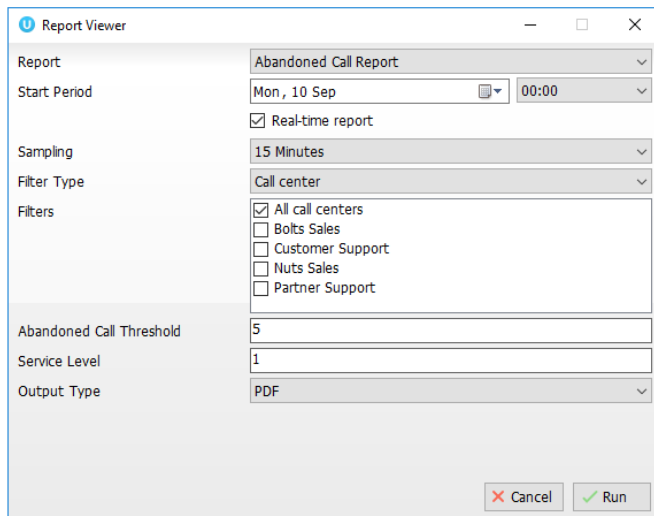 U Report Viewer
Report Abandoned Call Report
Start Period Mon, 10 Sep 00:00
Real-time report
Sampling 15 Minutes
Filter Type Call center
Filters All call centers
Bolts Sales
Customer Support
Nuts Sales
Partner Support
Abandoned Call Threshold 5
Service Level 1
Output Type PDF
Cancel Run